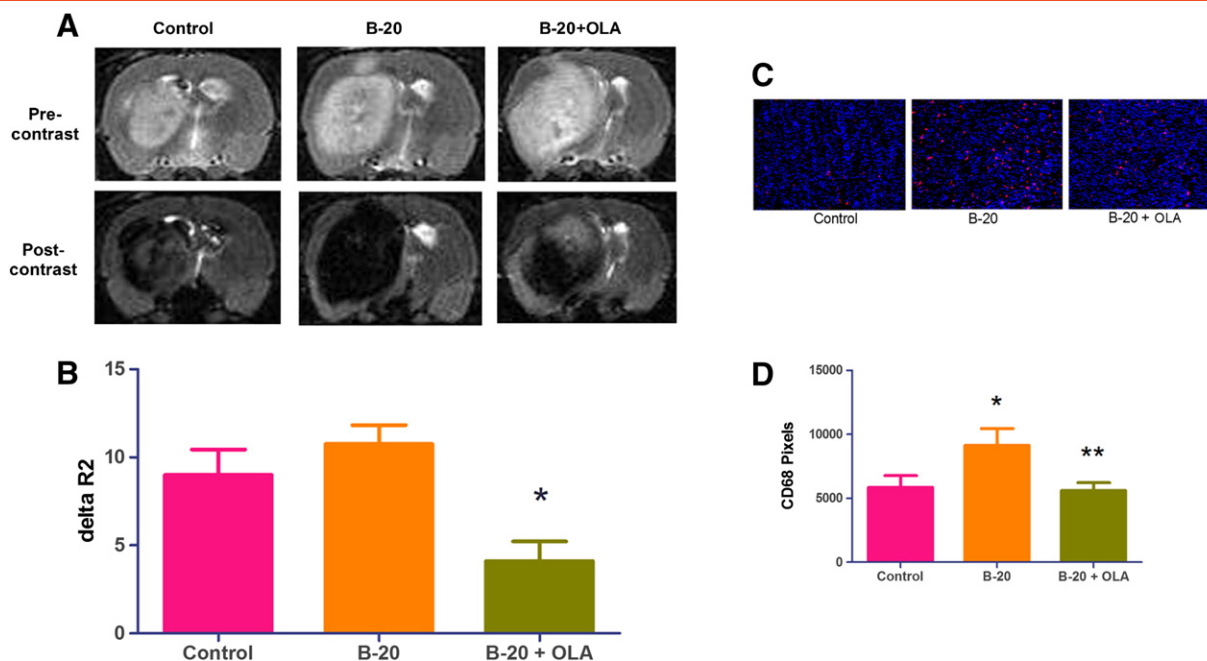 A
Control
B-20
B-20+OLA
Pre-
contrast
Post-
contrast
B
15
10
5
0
delta R2
*
Control
B-20
B-20 + OLA
C
Control
B-20
B-20 + OLA
D
15000
10000
5000
0
CD68 Pixels
*
**
Control
B-20
B-20 + OLA